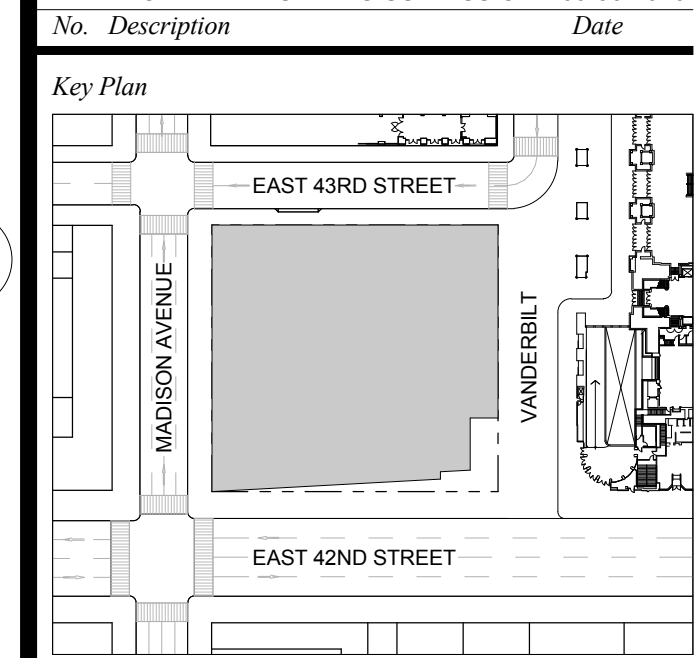 No. Description Date
Key Plan
EAST 43RD STREET
MADISON AVENUE
VANDERBILT
EAST 42ND STREET